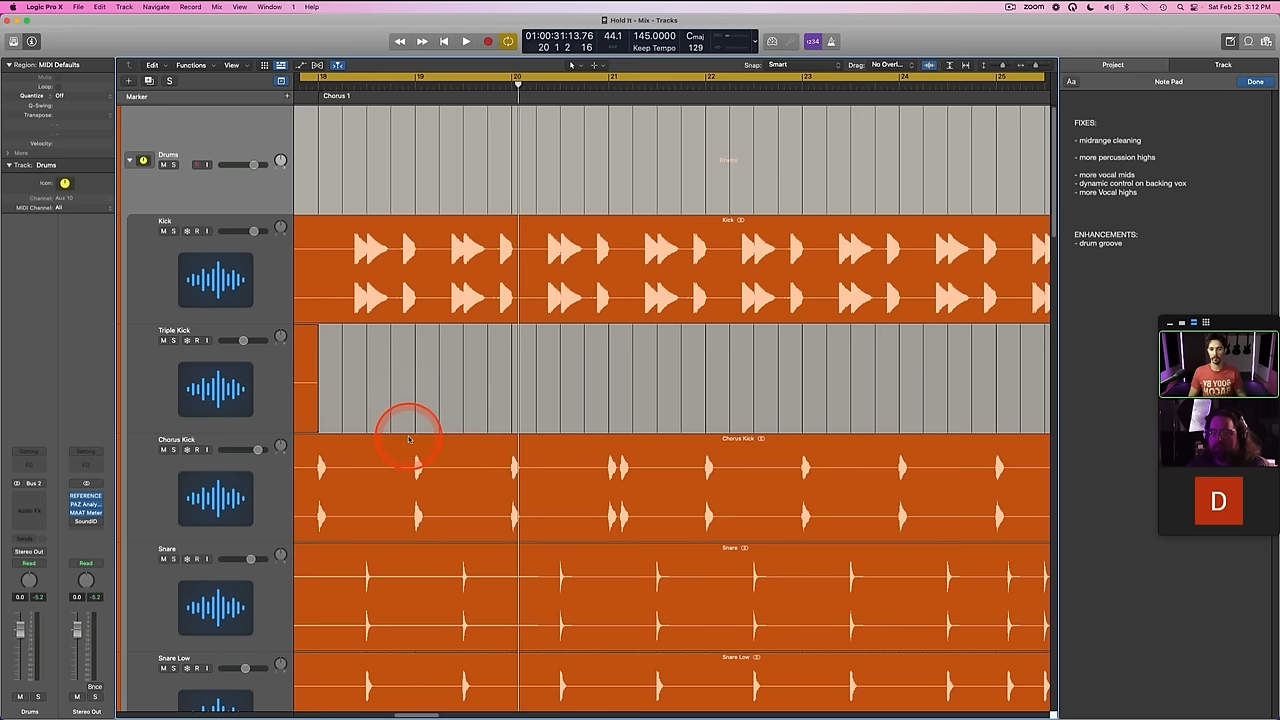 Logic Pro X File Edit Track Navigate Record Mix View Window 1 Help
zoom Sat Feb 25 3:12 PM
Hold It - Mix - Tracks
01:00:31:13.76 44.1 145.0000 Cmaj
20 1 2 16 Keep Tempo 129
1234
Region: MIDI Defaults
Mute:
Loop:
Quantize Off
Q-Swing:
Transpose:
Velocity:
More
Track: Drums
Icon:
Channel: Aux 10
MIDI Channel: All
Edit Functions View
Snap: Smart
Drag: No Overl...
18 19 20 21 22 23 24 25
Marker +
Chorus 1
Drums
M S R I
Drums
Kick
M S R I
Kick
Triple Kick
M S R I
Chorus Kick
M S R I
Chorus Kick
Snare
M S R I
Snare
Snare Low
M S R I
Snare Low
Setting Setting
EQ EQ
Bus 2
REFERENCE
PAZ Analy...
MAAT Meter
SoundID
Audio FX
Sends
Stereo Out
Read Read
0.0 -5.2 0.0 -5.2
Bnce
M S M S
Drums Stereo Out
Project Track
Aa Note Pad Done
FIXES:
- midrange cleaning
- more percussion highs
- more vocal mids
- dynamic control on backing vox
- more Vocal highs
ENHANCEMENTS:
- drum groove
D